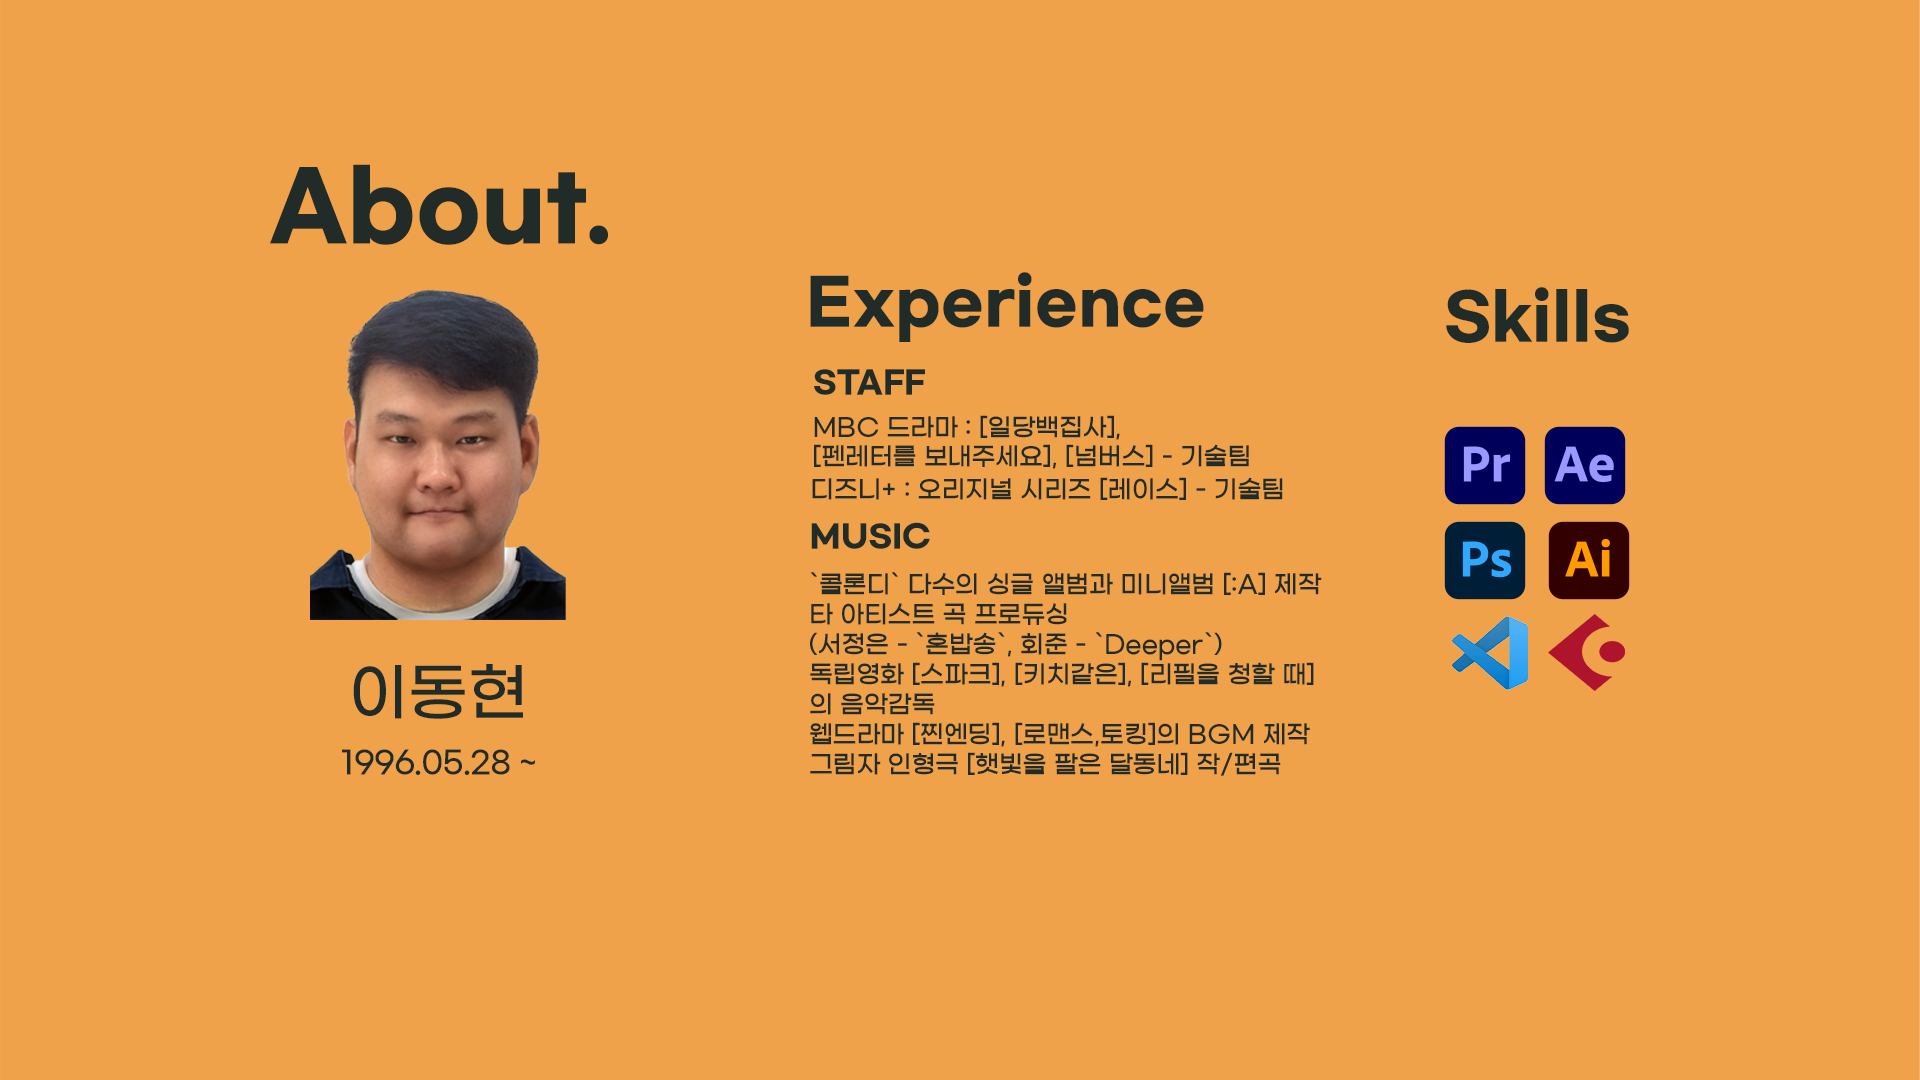 About.
이동현
1996.05.28 ~
Experience
STAFF
MBC 드라마 : [일당백집사],
[펜레터를 보내주세요], [넘버스] - 기술팀
디즈니+ : 오리지널 시리즈 [레이스] - 기술팀
MUSIC
`콜론디` 다수의 싱글 앨범과 미니앨범 [:A] 제작
타 아티스트 곡 프로듀싱
(서정은 - `혼밥송`, 회준 - `Deeper`)
독립영화 [스파크], [키치같은], [리필을 청할 때]
의 음악감독
웹드라마 [찐엔딩], [로맨스,토킹]의 BGM 제작
그림자 인형극 [햇빛을 팔은 달동네] 작/편곡
Skills
Pr Ae
Ps Ai